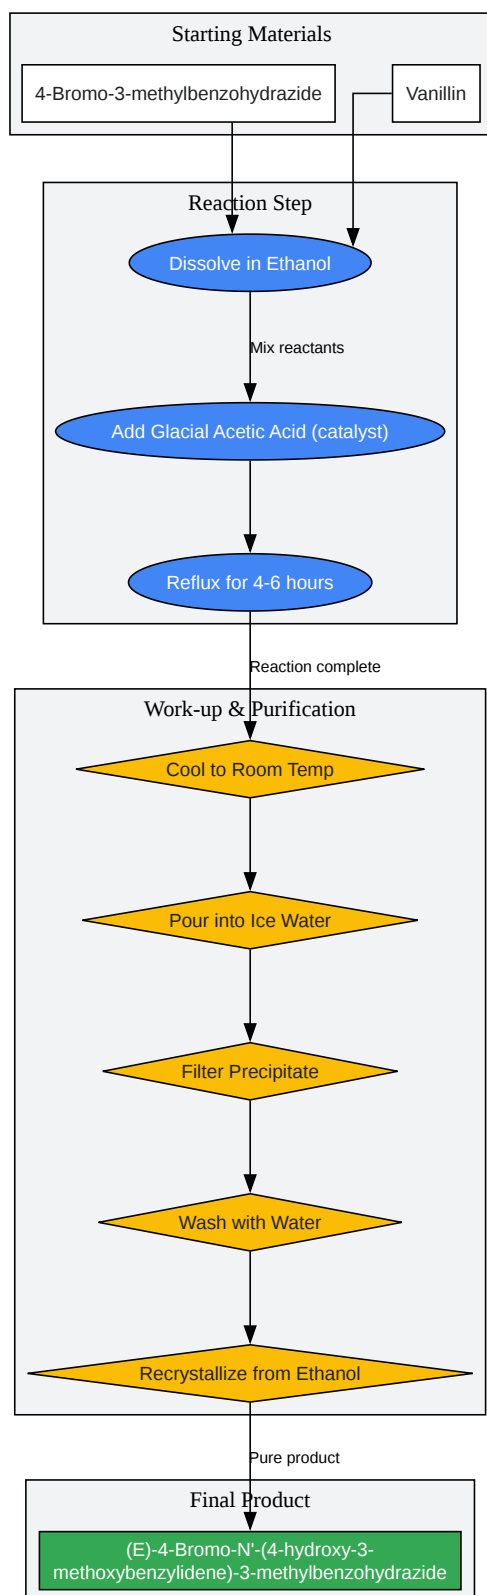 Starting Materials
4-Bromo-3-methylbenzohydrazide
Vanillin
Reaction Step
Dissolve in Ethanol
Mix reactants
Add Glacial Acetic Acid (catalyst)
Reflux for 4-6 hours
Reaction complete
Work-up & Purification
Cool to Room Temp
Pour into Ice Water
Filter Precipitate
Wash with Water
Recrystallize from Ethanol
Pure product
Final Product
(E)-4-Bromo-N'-(4-hydroxy-3-
methoxybenzylidene)-3-methylbenzohydrazide